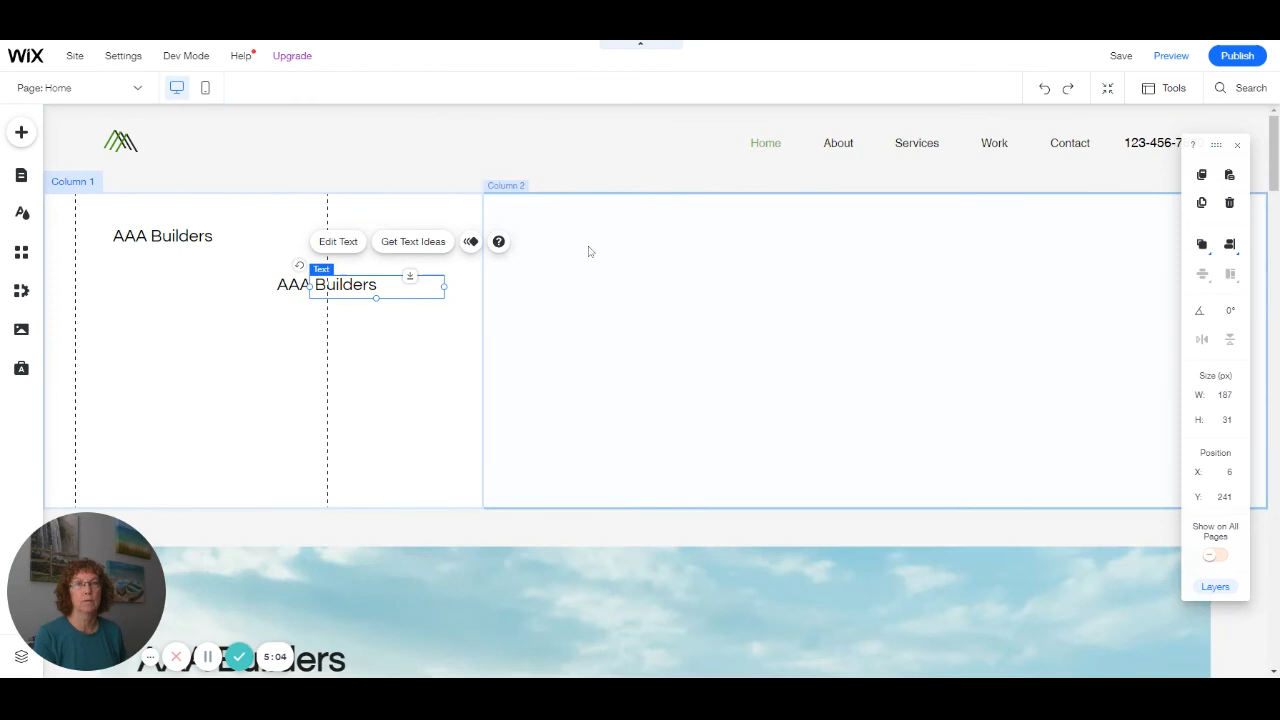 WiX Site Settings Dev Mode Help Upgrade Save Preview Publish
Page: Home Tools Search
Home About Services Work Contact 123-456-7
Column 1 Column 2
AAA Builders
Edit Text Get Text Ideas ?
Text
AAA Builders
? 
0°
Size (px)
W: 187
H: 31
Position
X: 6
Y: 241
Show on All
Pages
Layers
AAA Builders
5:04